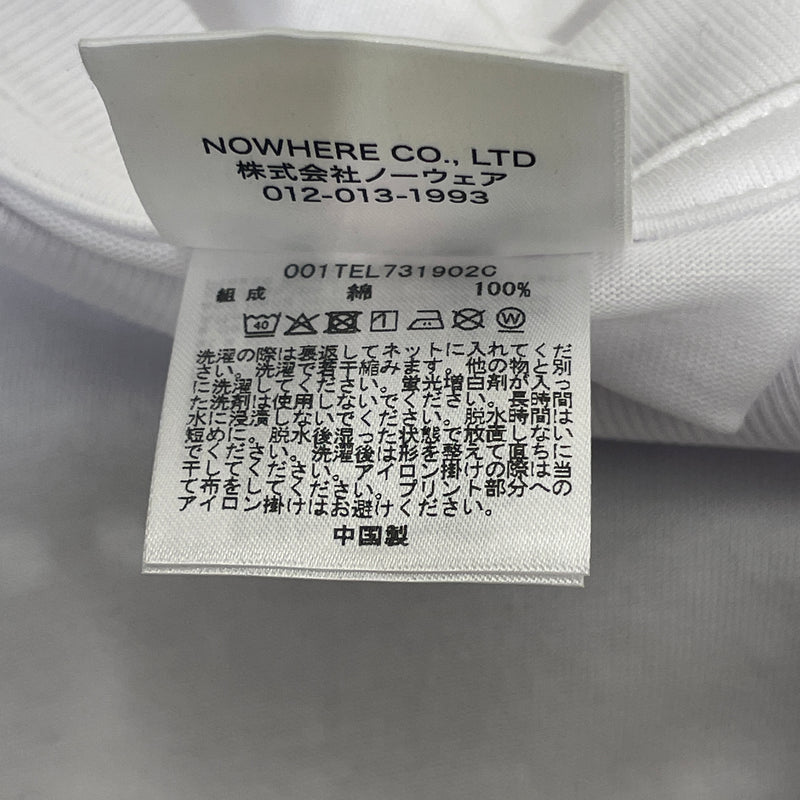 NOWHERE CO., LTD
株式会社ノーウェア
012-013-1993
001TEL731902C
組成 綿 100%
40 W
洗濯の際は裏返してネットに入れてくだ
さい。洗濯で若干縮みます。他の物と別
に洗濯してください。蛍光増白剤が入っ
た洗剤は使用しないでください。長時間
水に浸漬しないでください。脱水時間は
短めに。脱水後湿った状態で放置しない
でください。洗濯後は形を整えて直ちに
干してください。アイロン掛けの際は当
て布をしてください。プリント部分への
アイロン掛けはお避けください。
中国製